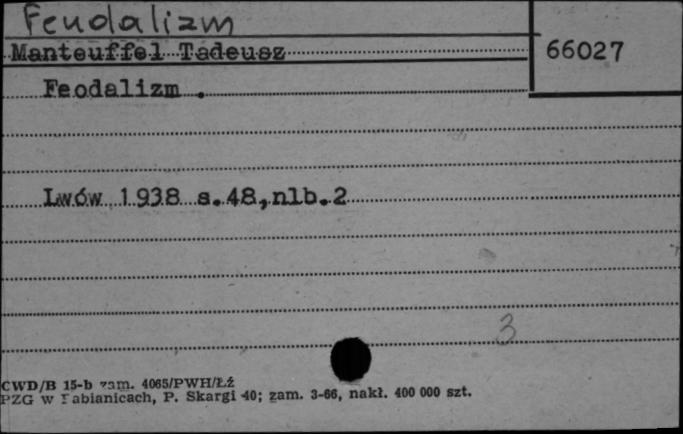 Feudalizm
Manteuffel Tadeusz
66027
Feodalizm .
Lwów 1938 s.48,nlb.2
3
CWD/B 15-b zam. 4065/PWH/Łź
PZG w Pabianicach, P. Skargi 40; zam. 3-66, nakł. 400 000 szt.